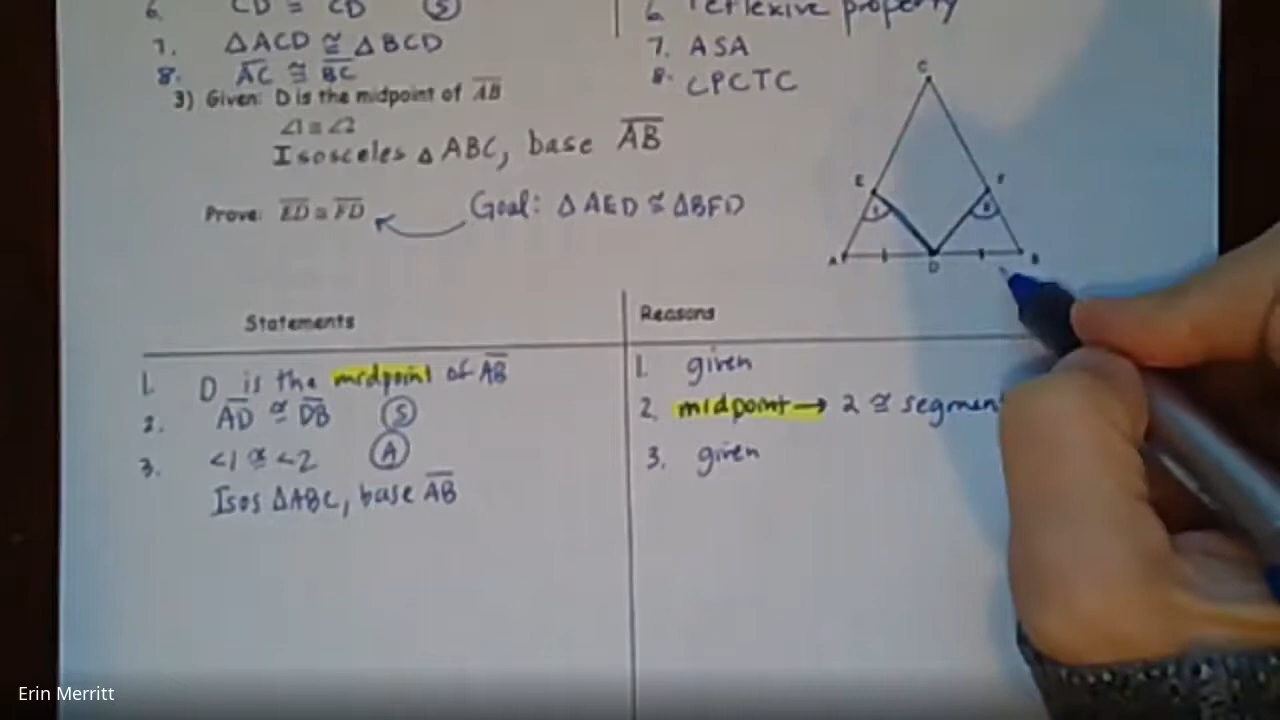 6. CD ≅ CD (S)
6. reflexive property
7. △ACD ≅ △BCD
7. ASA
8. AC ≅ BC
8. CPCTC
3) Given: D is the midpoint of AB
∠1 ≅ ∠2
Isosceles △ ABC, base AB
Prove: ED ≅ FD
Goal: △AED ≅ △BFD
C
E
F
A
D
B
Statements
Reasons
1. D is the midpoint of AB
1. given
2. AD ≅ DB (S)
2. midpoint → 2 ≅ segmen
3. <1 ≅ <2 (A)
3. given
Isos △ABC, base AB
Erin Merritt